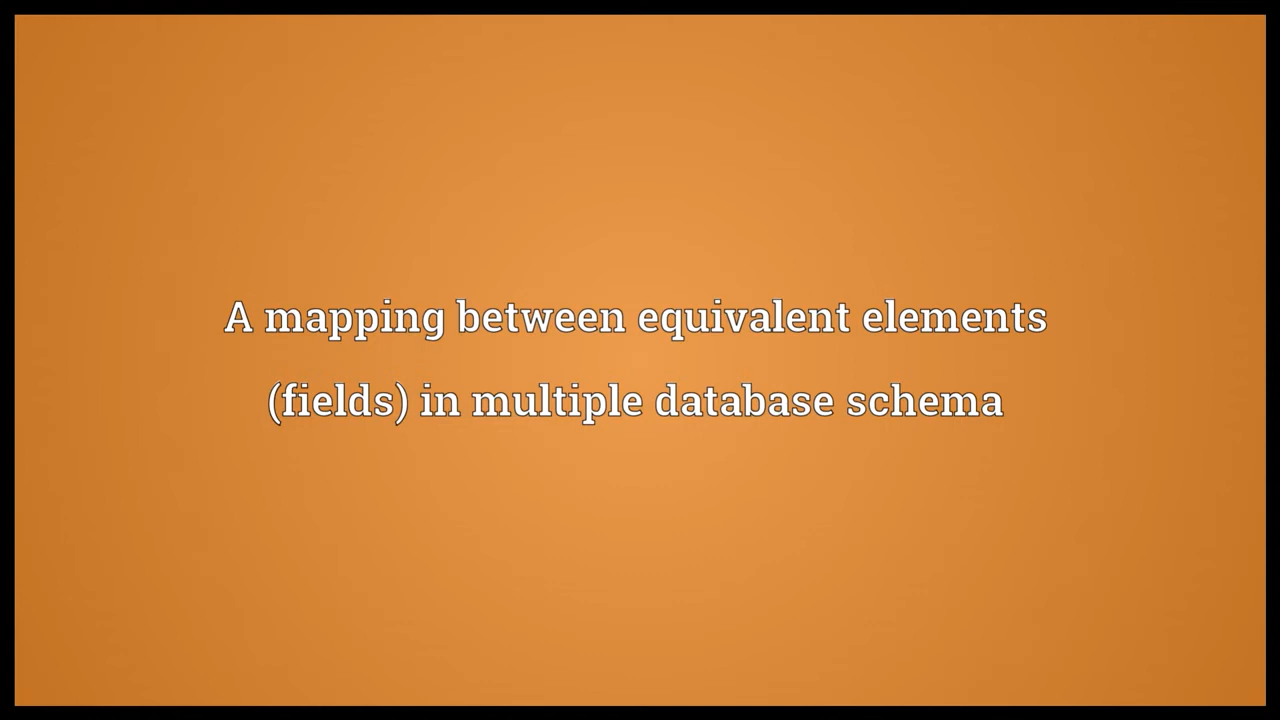 A mapping between equivalent elements
(fields) in multiple database schema